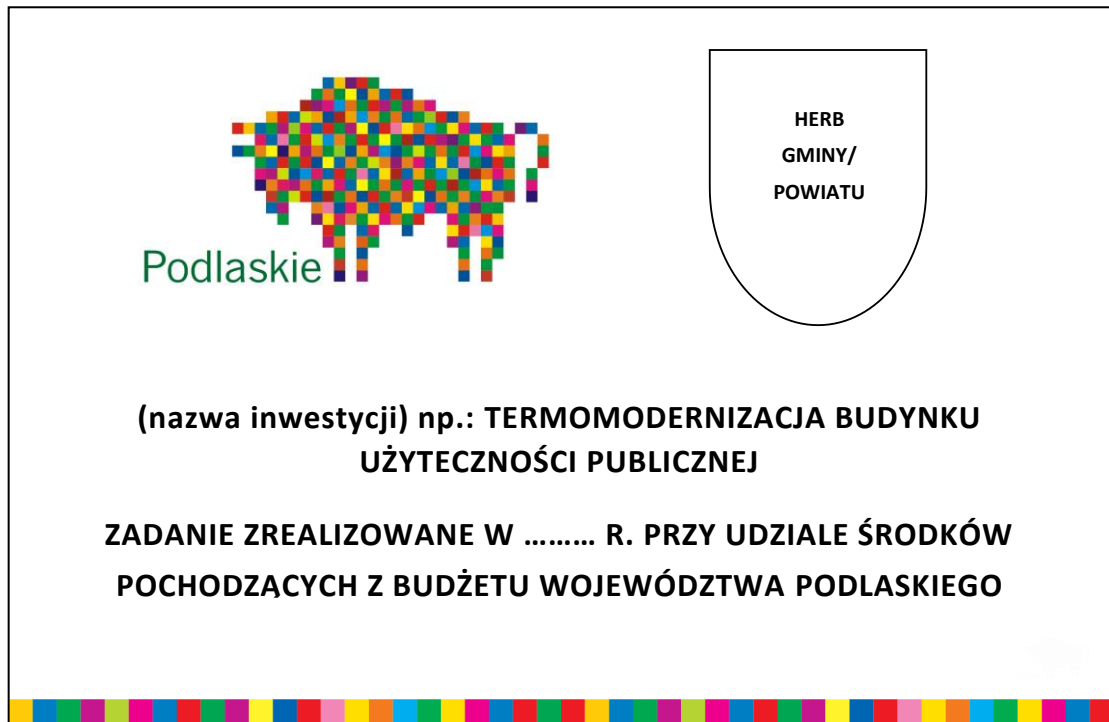 Podlaskie
HERB
GMINY/
POWIATU
(nazwa inwestycji) np.: TERMOMODERNIZACJA BUDYNKU
UŻYTECZNOŚCI PUBLICZNEJ
ZADANIE ZREALIZOWANE W ……… R. PRZY UDZIALE ŚRODKÓW
POCHODZĄCYCH Z BUDŻETU WOJEWÓDZTWA PODLASKIEGO